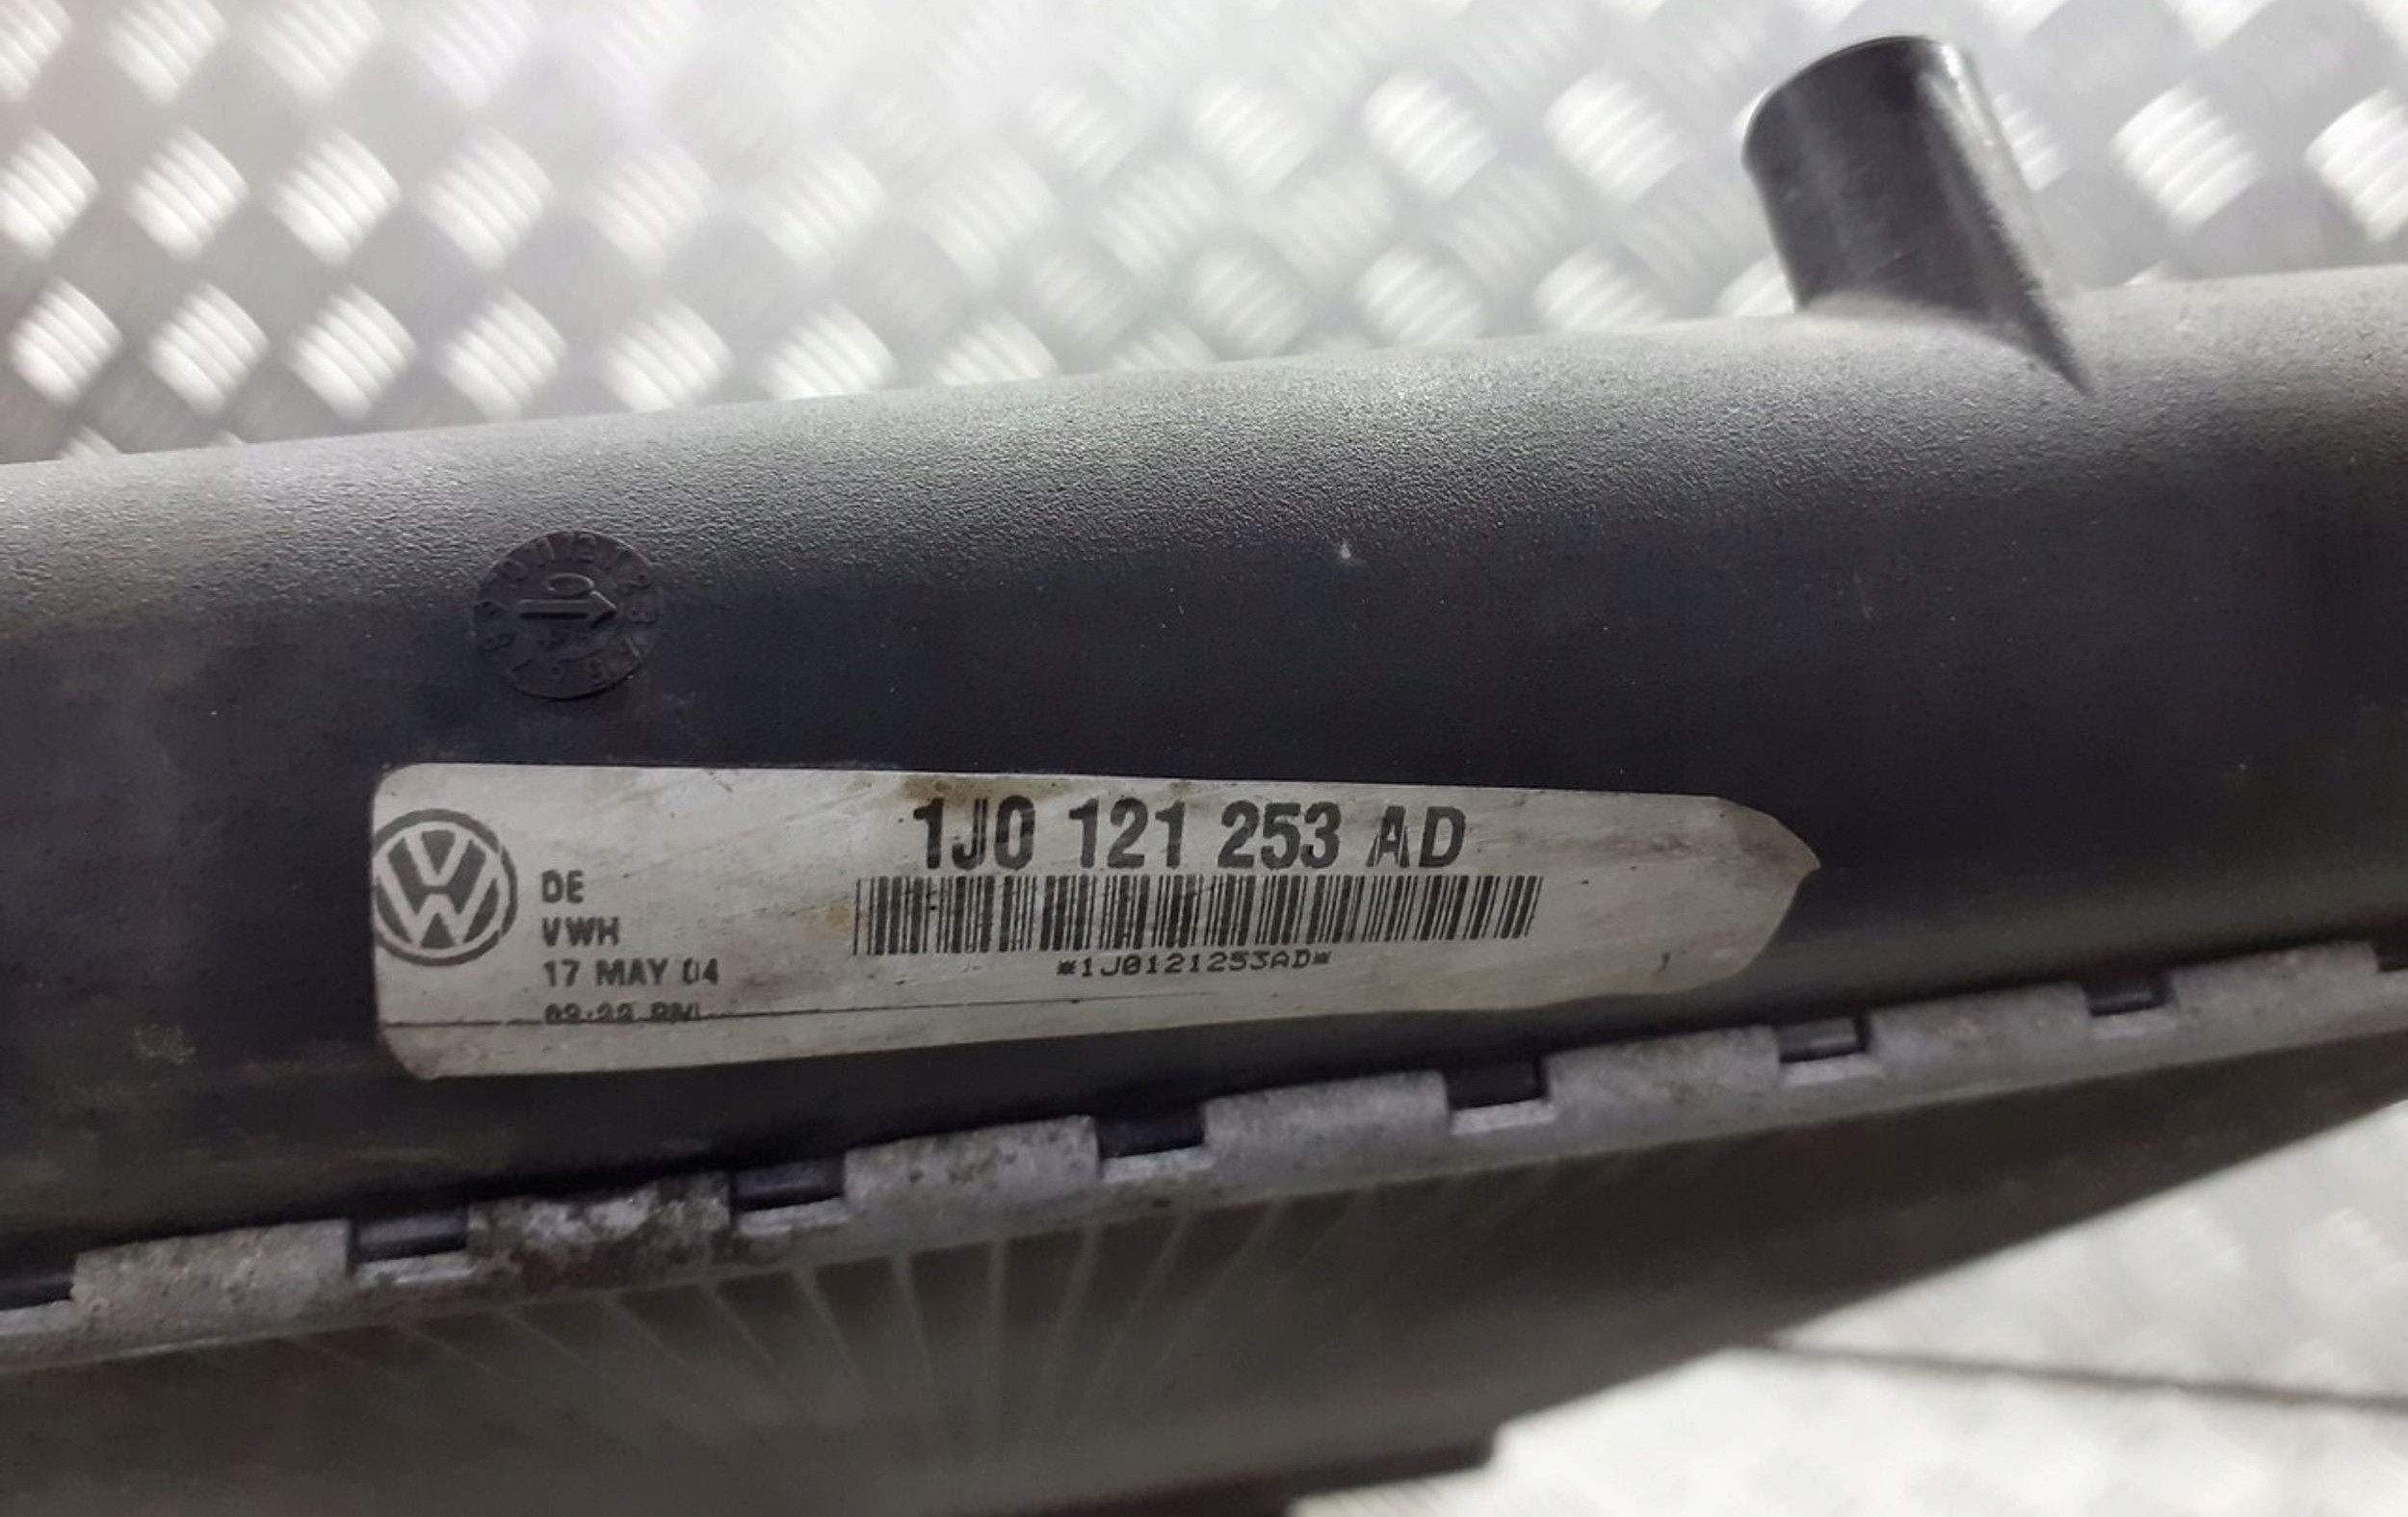 1J0 121 253 AD
DE
VWH
17 MAY 04
*1J0121253AD*